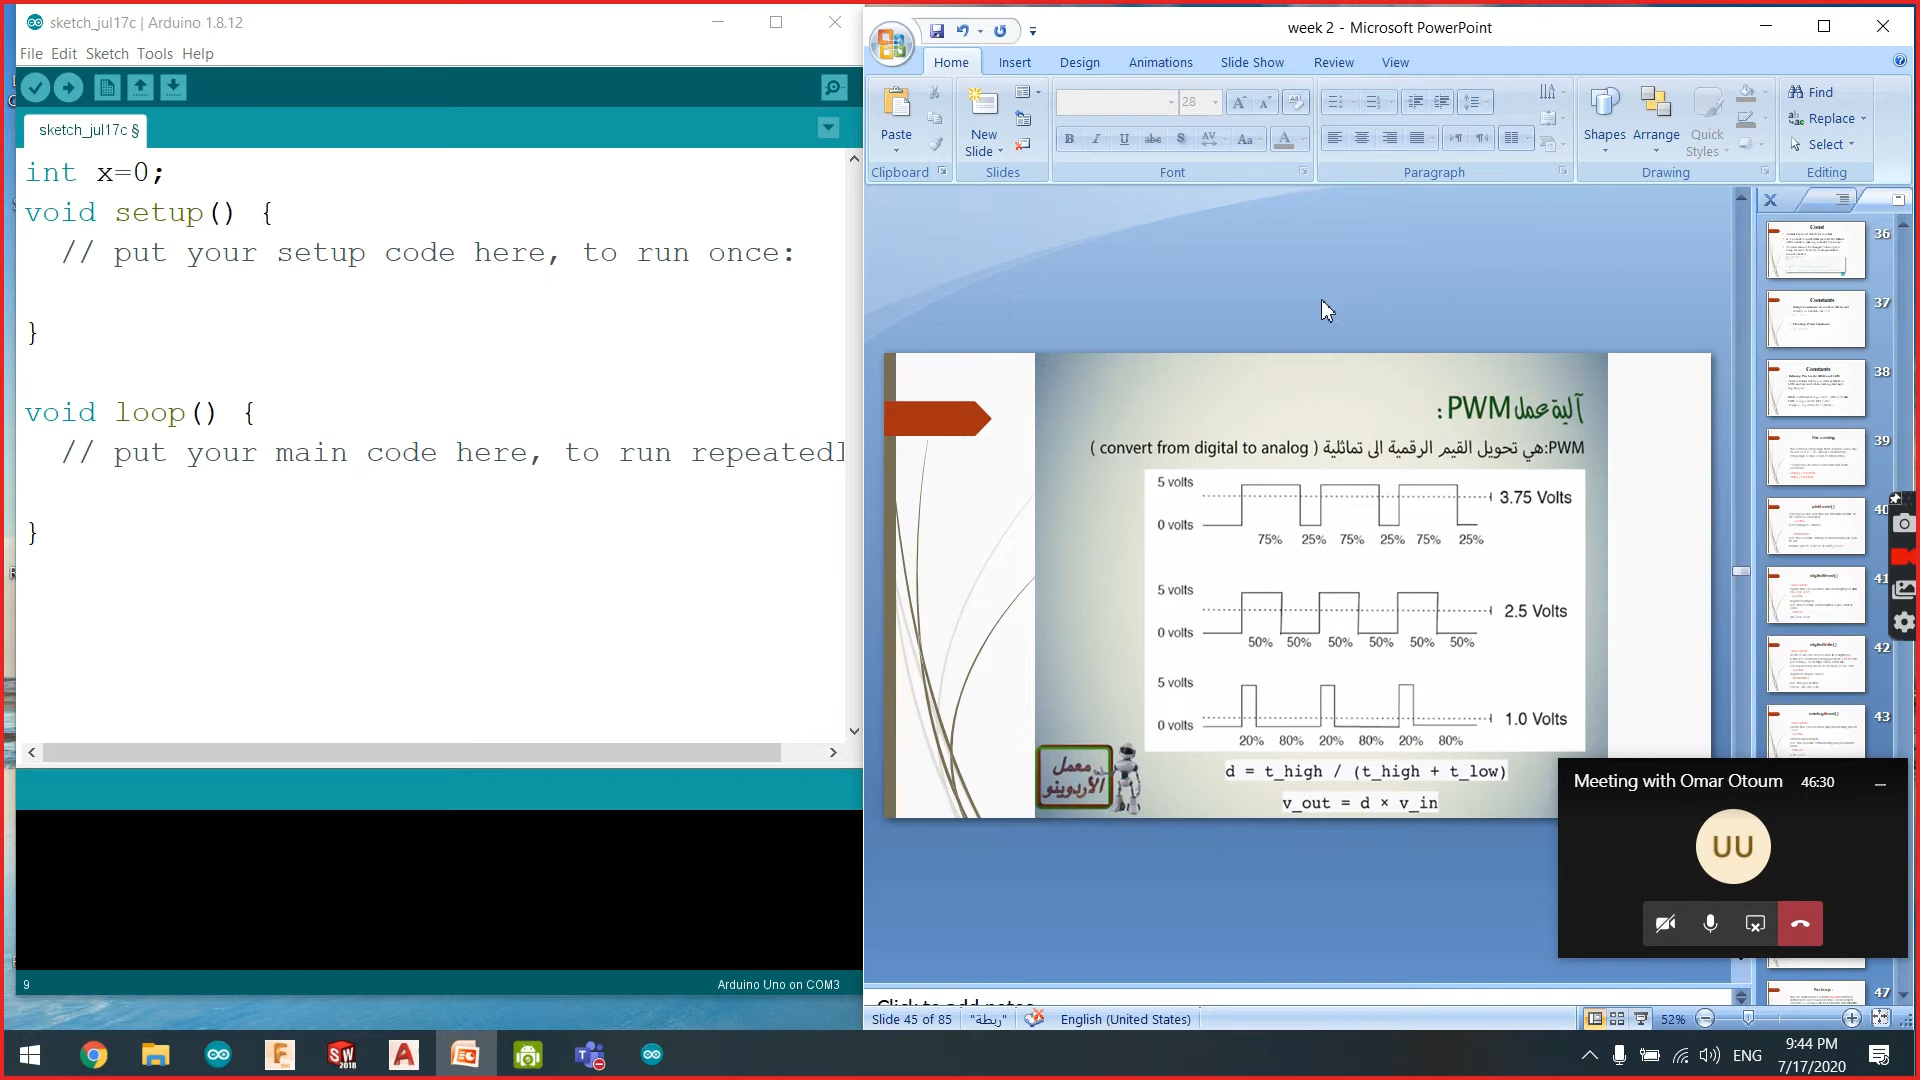 sketch_jul17c | Arduino 1.8.12
File Edit Sketch Tools Help
sketch_jul17c §
int x=0;
void setup() {
// put your setup code here, to run once:
}
void loop() {
// put your main code here, to run repeatedl
}
9
Arduino Uno on COM3
week 2 - Microsoft PowerPoint
Home Insert Design Animations Slide Show Review View
Paste
New Slide
28
Shapes Arrange Quick Styles
Find
Replace
Select
Clipboard Slides Font Paragraph Drawing Editing
آلية عمل PWM :
PWM:هي تحويل القيم الرقمية الى تماثلية ( convert from digital to analog )
5 volts
0 volts
3.75 Volts
75% 25% 75% 25% 75% 25%
5 volts
0 volts
2.5 Volts
50% 50% 50% 50% 50% 50%
5 volts
0 volts
1.0 Volts
20% 80% 20% 80% 20% 80%
d = t_high / (t_high + t_low)
v_out = d × v_in
معمل
الأردوينو
36
Const
37
Constants
38
Constants
39
40
41
42
43
47
Meeting with Omar Otoum 46:30
UU
Click to add notes
Slide 45 of 85 "ربطة" English (United States) 52%
ENG
9:44 PM
7/17/2020